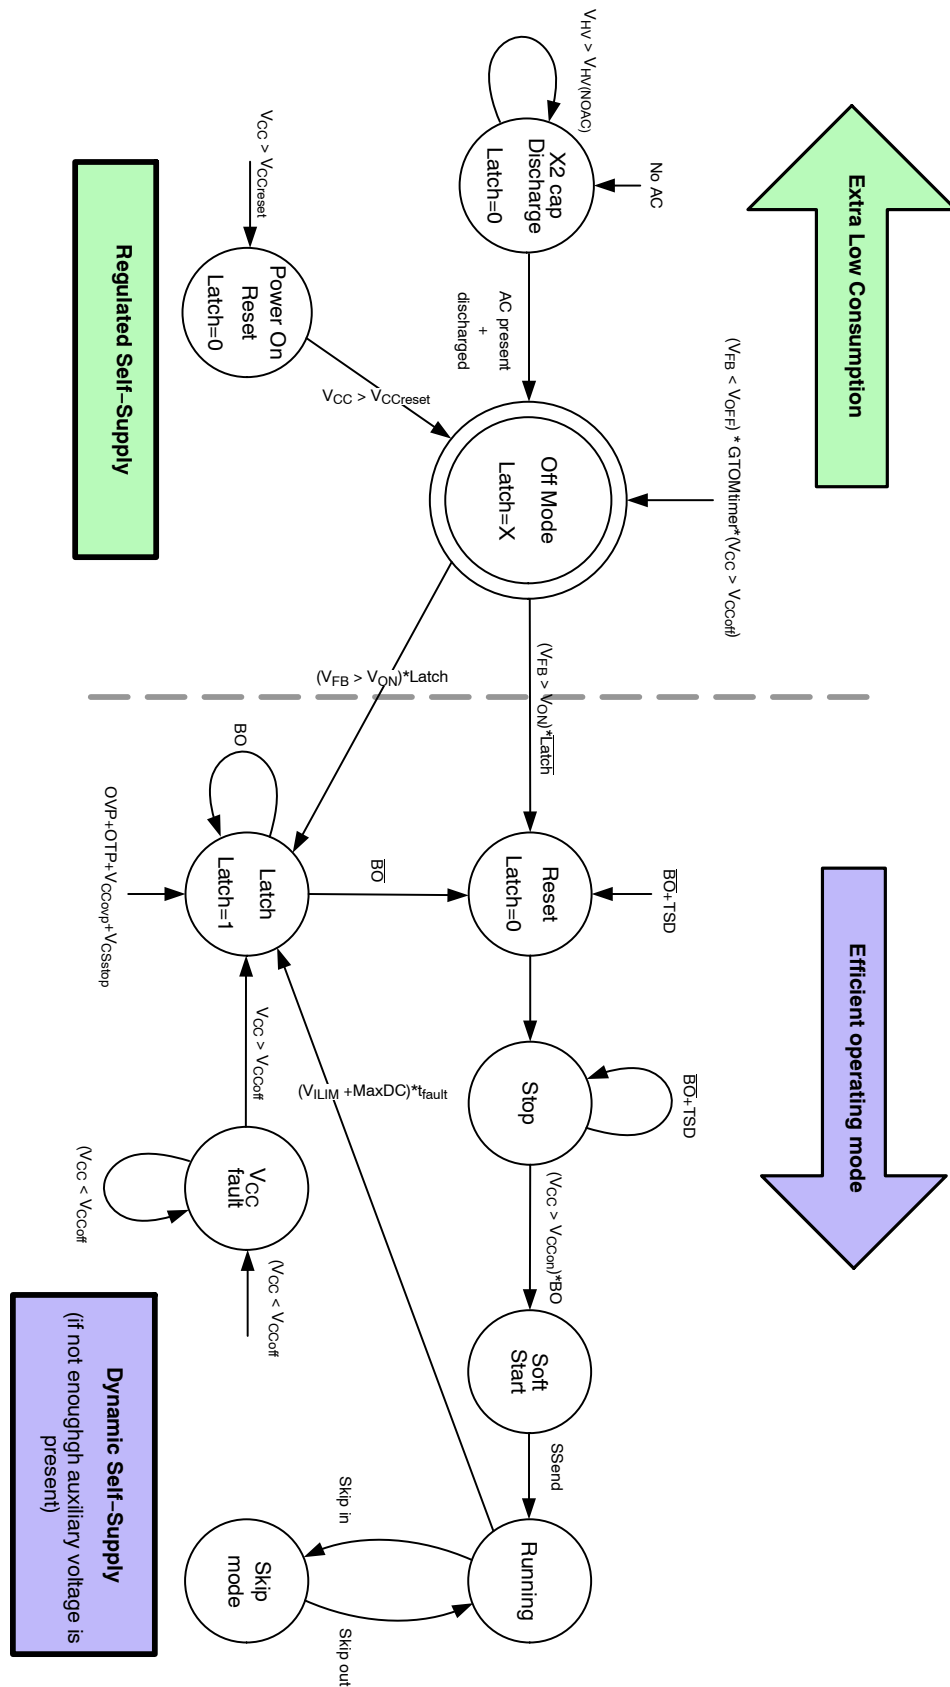 Extra Low Consumption
Efficient operating mode
(VFB < VOFF) * GTOMtimer*(VCC > VCCoff)
No AC
B̅O̅+TSD
B̅O̅+TSD
VHV > VHV(NOAC)
X2 cap
Discharge
Latch=0
AC present
+
discharged
Off Mode
Latch=X
(VFB > VON)*L̅a̅t̅c̅h̅
Reset
Latch=0
Stop
(VCC > VCCon)*BO
Soft
Start
SSend
Running
VCC > VCCreset
Power On
Reset
Latch=0
VCC > VCCreset
(VFB > VON)*Latch
B̅O̅
(VILIM +MaxDC)*tfault
Skip in
Skip out
BO
Latch
Latch=1
VCC > VCCoff
VCC
fault
(VCC < VCCoff
Skip
mode
OVP+OTP+VCCovp+VCSstop
(VCC < VCCoff
Regulated Self–Supply
Dynamic Self–Supply
(if not enoughgh auxiliary voltage is
present)